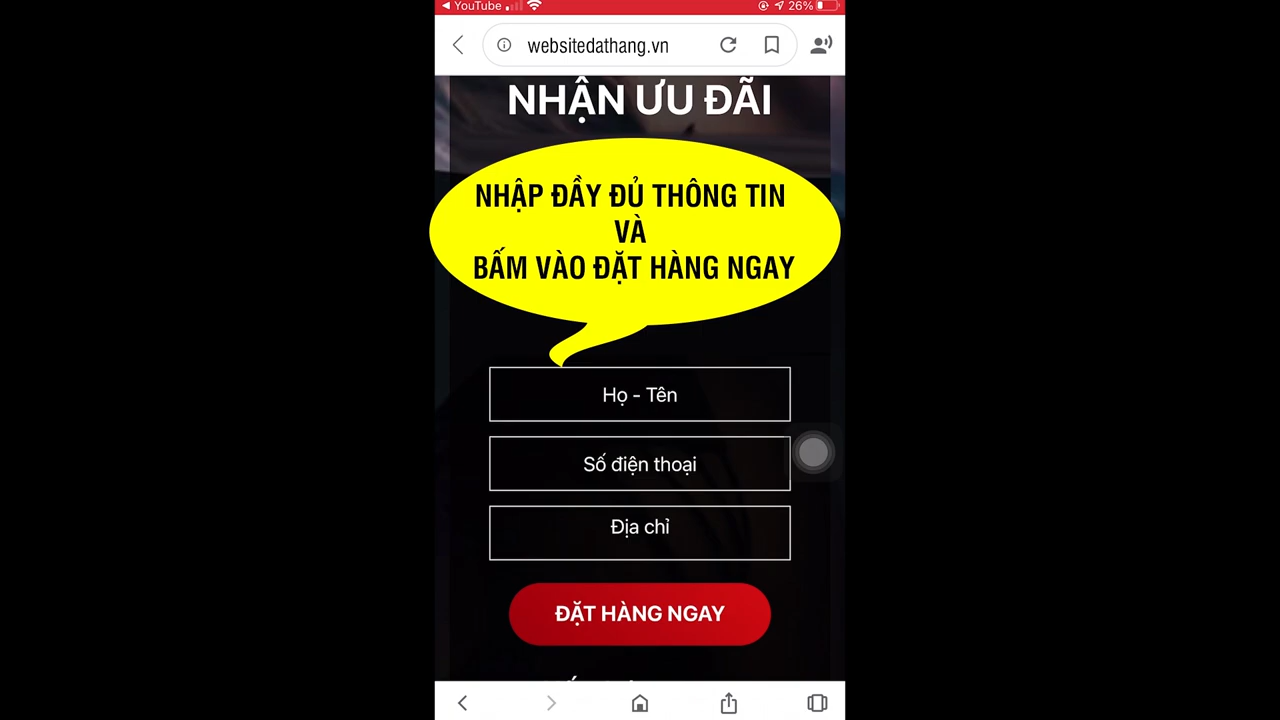 YouTube 26%
websitedathang.vn
NHẬN ƯU ĐÃI
NHẬP ĐẦY ĐỦ THÔNG TIN
VÀ
BẤM VÀO ĐẶT HÀNG NGAY
Họ - Tên
Số điện thoại
Địa chỉ
ĐẶT HÀNG NGAY